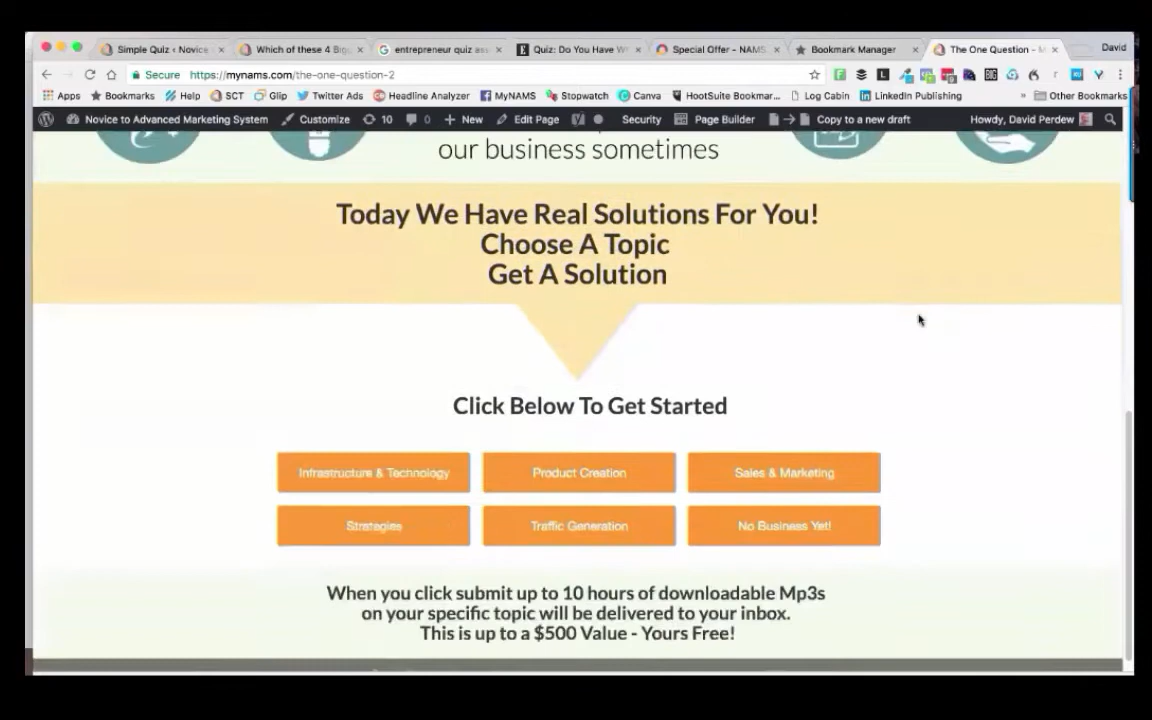 Simple Quiz ‹ Novice
Which of these 4 Big
entrepreneur quiz ass
Quiz: Do You Have W
Special Offer - NAMS
Bookmark Manager
The One Question -
David
Secure https://mynams.com/the-one-question-2
Apps Bookmarks Help SCT Glip Twitter Ads Headline Analyzer MyNAMS Stopwatch Canva HootSuite Bookmar... Log Cabin LinkedIn Publishing » Other Bookmarks
Novice to Advanced Marketing System Customize 10 0 + New Edit Page Security Page Builder Copy to a new draft Howdy, David Perdew
our business sometimes
Today We Have Real Solutions For You!
Choose A Topic
Get A Solution
Click Below To Get Started
Infrastructure & Technology Product Creation Sales & Marketing
Strategies Traffic Generation No Business Yet!
When you click submit up to 10 hours of downloadable Mp3s
on your specific topic will be delivered to your inbox.
This is up to a $500 Value - Yours Free!